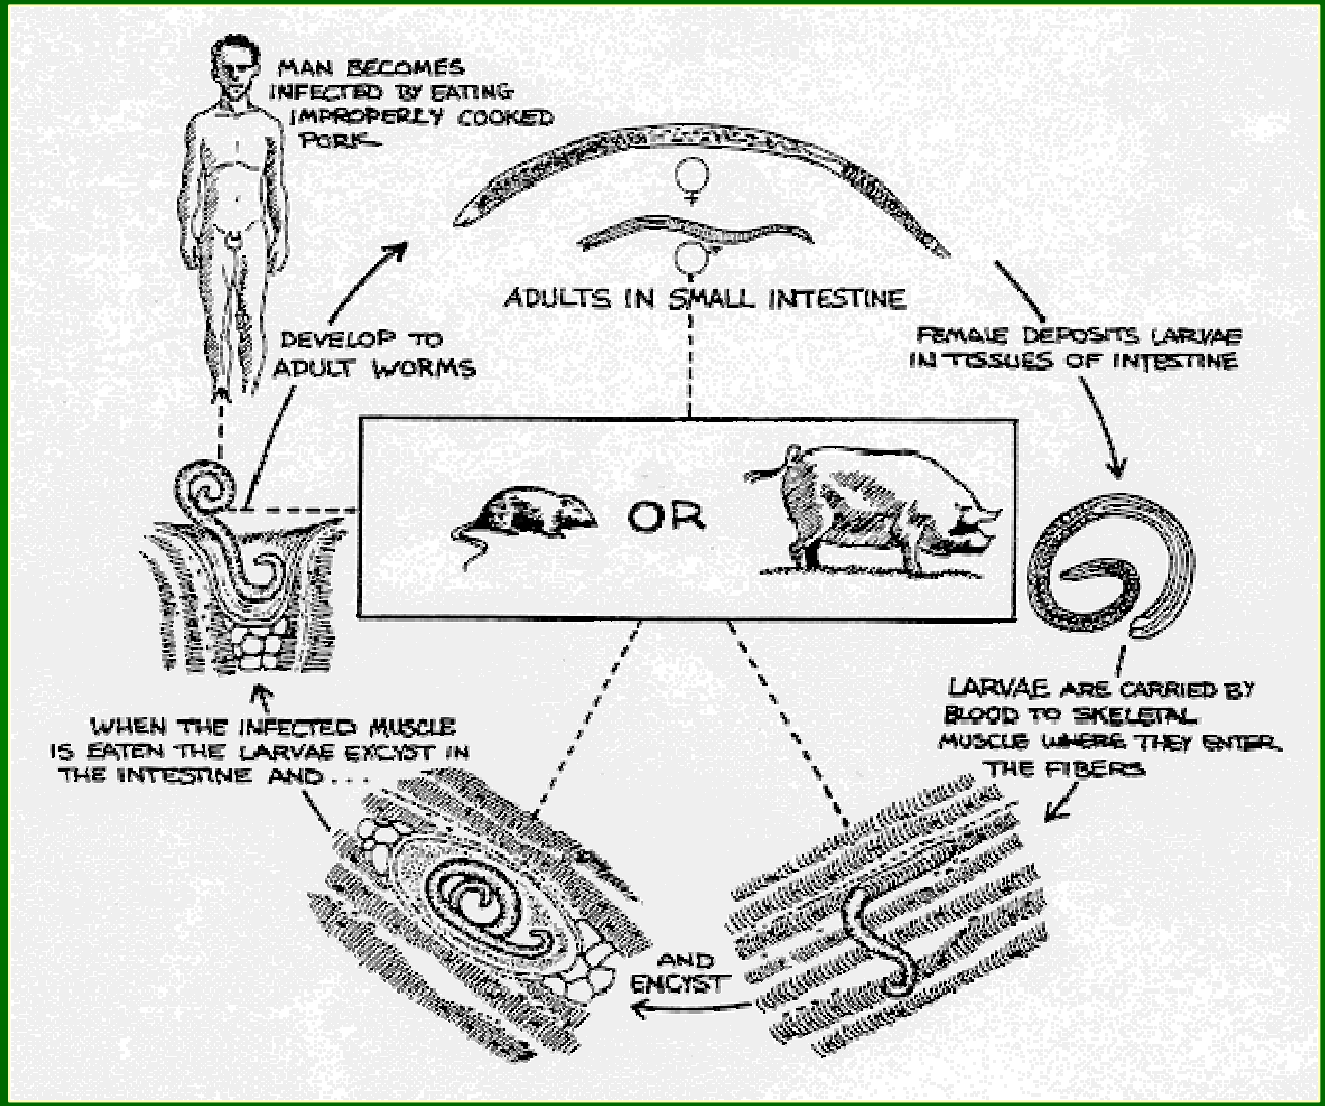 MAN BECOMES
INFECTED BY EATING
IMPROPERLY COOKED
PORK
ADULTS IN SMALL INTESTINE
DEVELOP TO
ADULT WORMS
FEMALE DEPOSITS LARVAE
IN TISSUES OF INTESTINE
OR
LARVAE ARE CARRIED BY
BLOOD TO SKELETAL
MUSCLE WHERE THEY ENTER
THE FIBERS
WHEN THE INFECTED MUSCLE
IS EATEN THE LARVAE EXCYST IN
THE INTESTINE AND...
AND
ENCYST